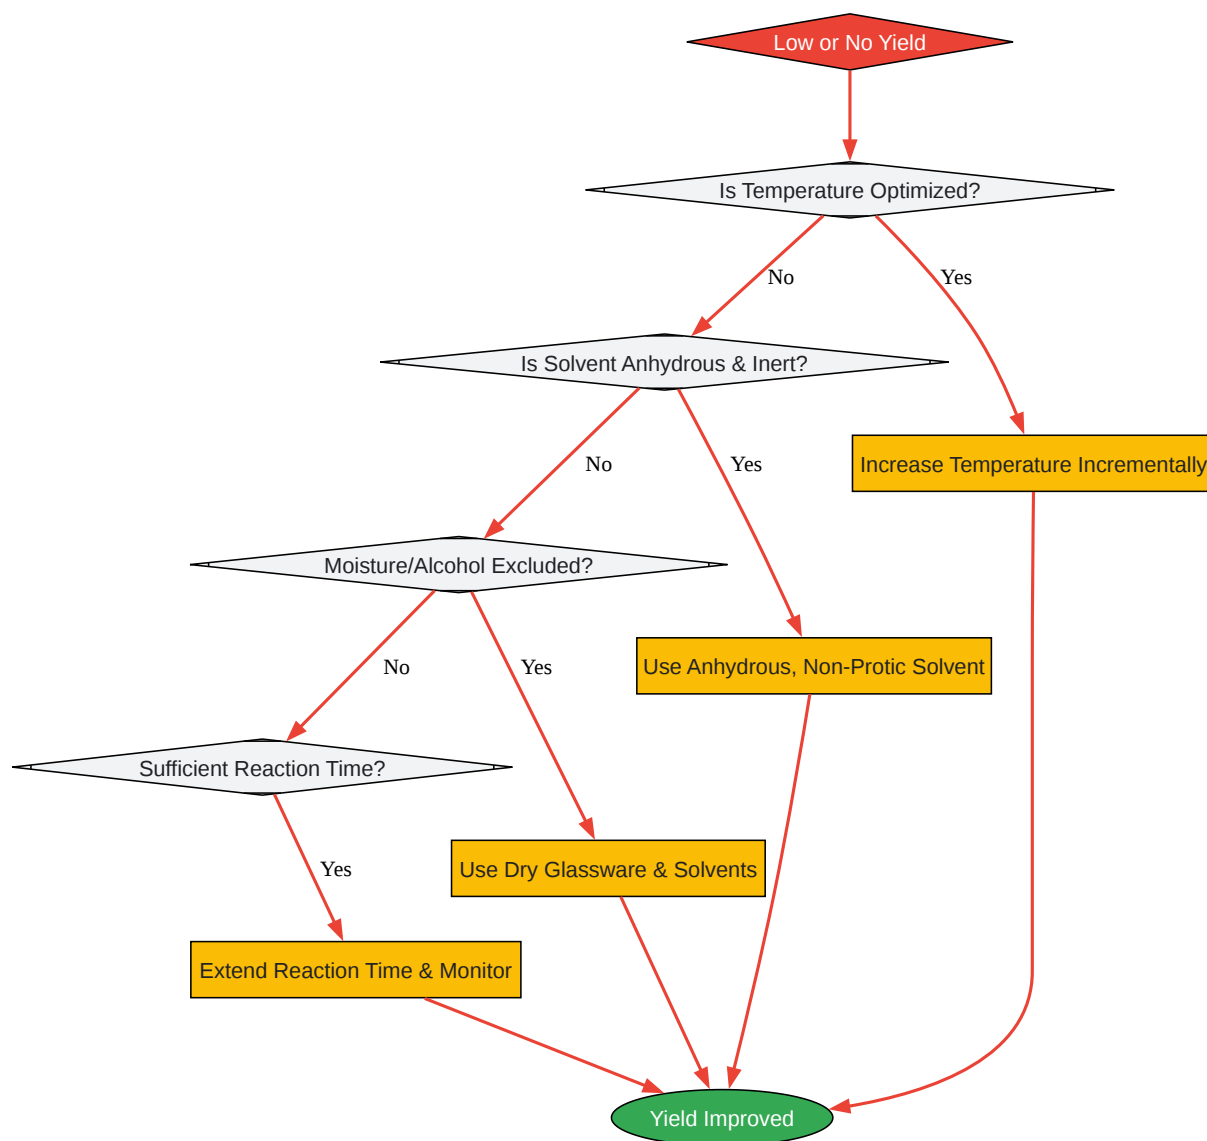 Low or No Yield
Is Temperature Optimized?
No
Yes
Is Solvent Anhydrous & Inert?
No
Yes
Increase Temperature Incrementally
Moisture/Alcohol Excluded?
No
Yes
Use Anhydrous, Non-Protic Solvent
Sufficient Reaction Time?
Yes
Use Dry Glassware & Solvents
Extend Reaction Time & Monitor
Yield Improved